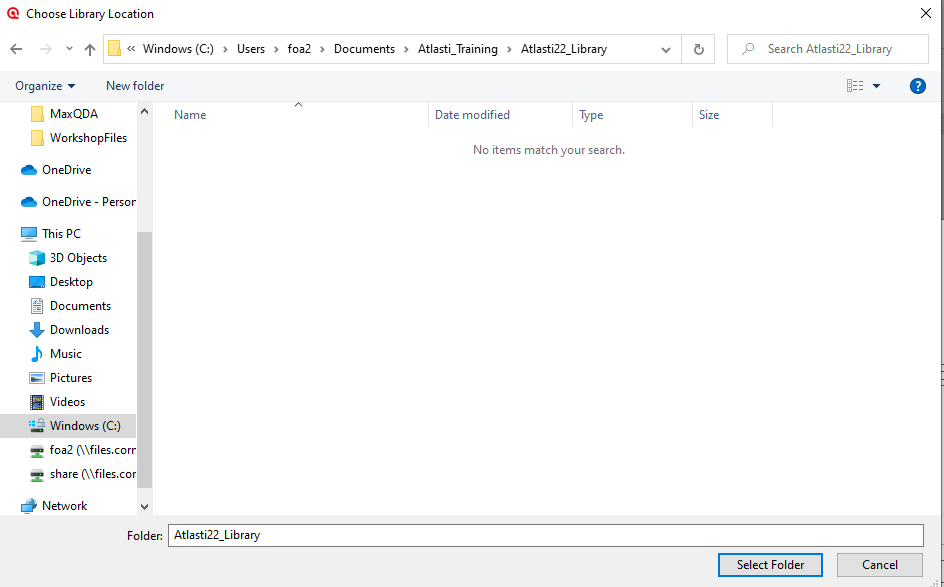 Choose Library Location
« Windows (C:) › Users › foa2 › Documents › Atlasti_Training › Atlasti22_Library
Search Atlasti22_Library
Organize
New folder
?
Name
Date modified
Type
Size
No items match your search.
MaxQDA
WorkshopFiles
OneDrive
OneDrive - Person
This PC
3D Objects
Desktop
Documents
Downloads
Music
Pictures
Videos
Windows (C:)
foa2 (\\files.corn
share (\\files.cor
Network
Folder: Atlasti22_Library
Select Folder
Cancel